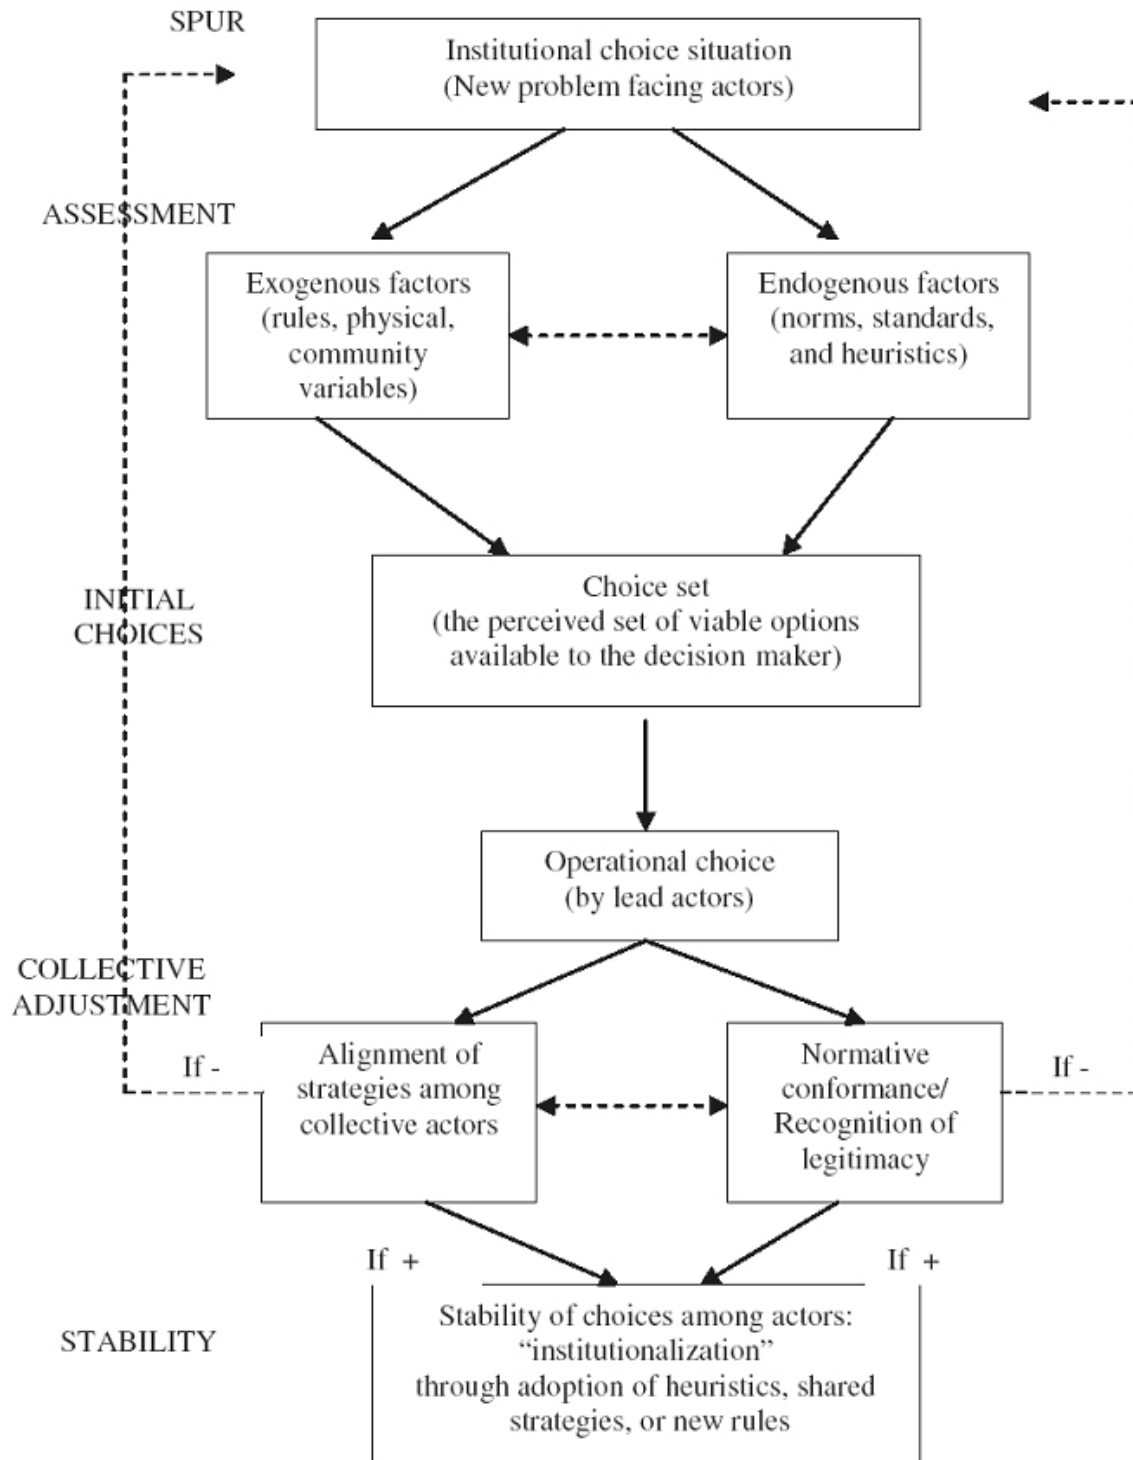 SPUR
Institutional choice situation
(New problem facing actors)
ASSESSMENT
Exogenous factors
(rules, physical,
community
variables)
Endogenous factors
(norms, standards,
and heuristics)
INITIAL
CHOICES
Choice set
(the perceived set of viable options
available to the decision maker)
Operational choice
(by lead actors)
COLLECTIVE
ADJUSTMENT
If -
Alignment of
strategies among
collective actors
Normative
conformance/
Recognition of
legitimacy
If -
If +
If +
STABILITY
Stability of choices among actors:
“institutionalization”
through adoption of heuristics, shared
strategies, or new rules